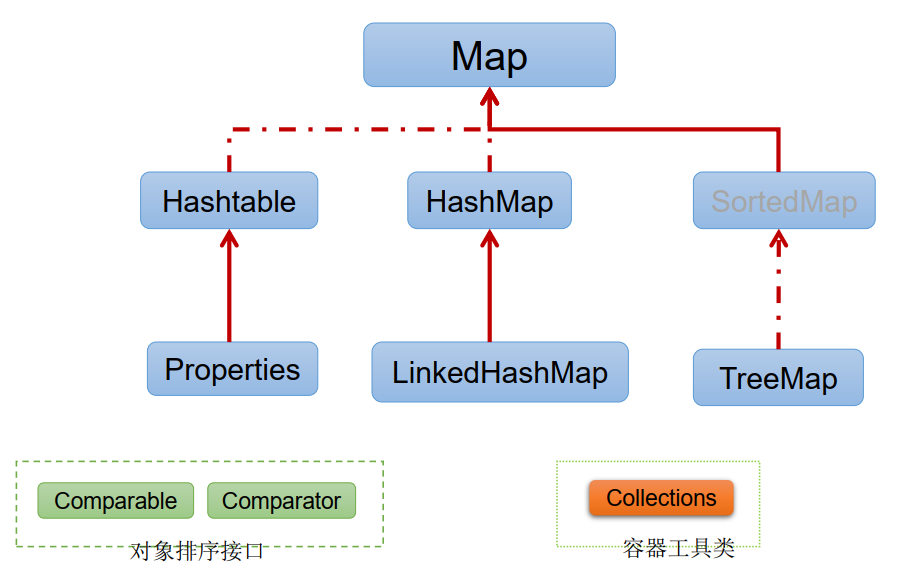 Map
Hashtable
HashMap
SortedMap
Properties
LinkedHashMap
TreeMap
Comparable
Comparator
Collections
对象排序接口
容器工具类